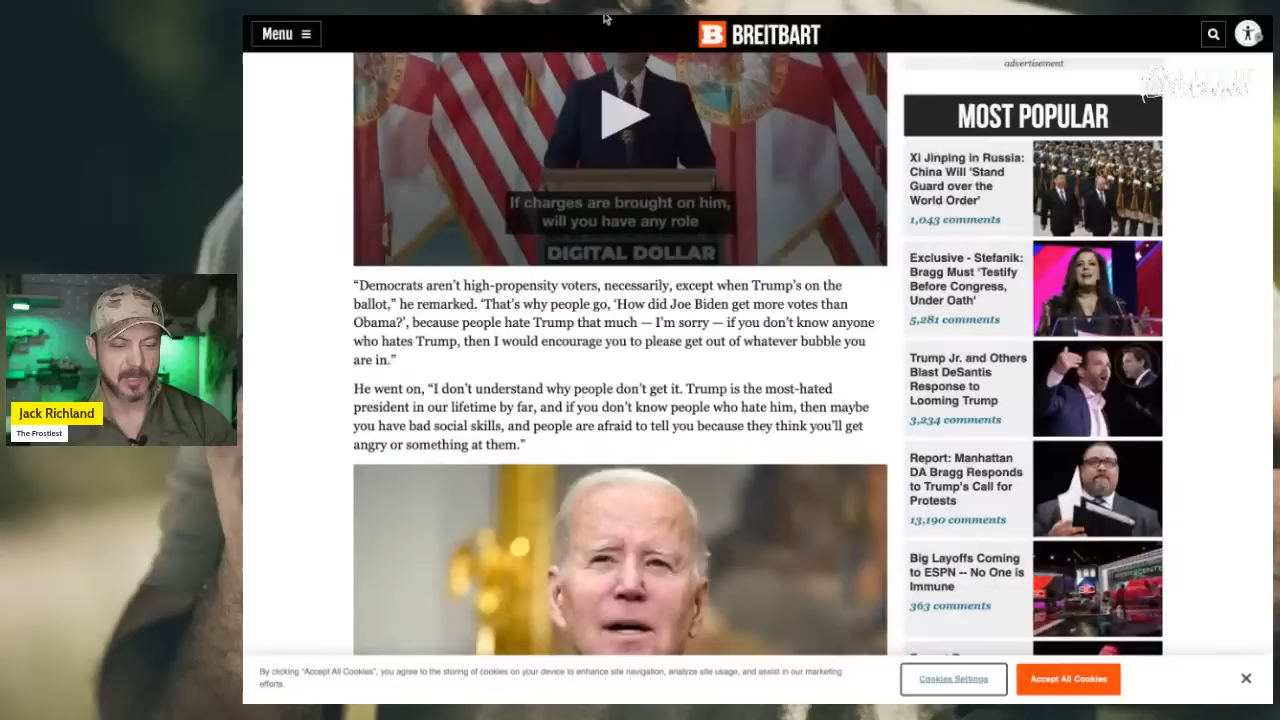 Menu
BREITBART
advertisement
If charges are brought on him,
will you have any role
DIGITAL DOLLAR
“Democrats aren’t high-propensity voters, necessarily, except when Trump’s on the
ballot,” he remarked. ‘That’s why people go, ‘How did Joe Biden get more votes than
Obama?’, because people hate Trump that much — I’m sorry — if you don’t know anyone
who hates Trump, then I would encourage you to please get out of whatever bubble you
are in.”
He went on, “I don’t understand why people don’t get it. Trump is the most-hated
president in our lifetime by far, and if you don’t know people who hate him, then maybe
you have bad social skills, and people are afraid to tell you because they think you’ll get
angry or something at them.”
MOST POPULAR
Xi Jinping in Russia:
China Will 'Stand
Guard over the
World Order'
1,043 comments
Exclusive - Stefanik:
Bragg Must 'Testify
Before Congress,
Under Oath'
5,281 comments
Trump Jr. and Others
Blast DeSantis
Response to
Looming Trump
3,234 comments
Report: Manhattan
DA Bragg Responds
to Trump's Call for
Protests
13,190 comments
Big Layoffs Coming
to ESPN -- No One is
Immune
363 comments
Jack Richland
The Frostiest
By clicking “Accept All Cookies”, you agree to the storing of cookies on your device to enhance site navigation, analyze site usage, and assist in our marketing
efforts.
Cookies Settings
Accept All Cookies